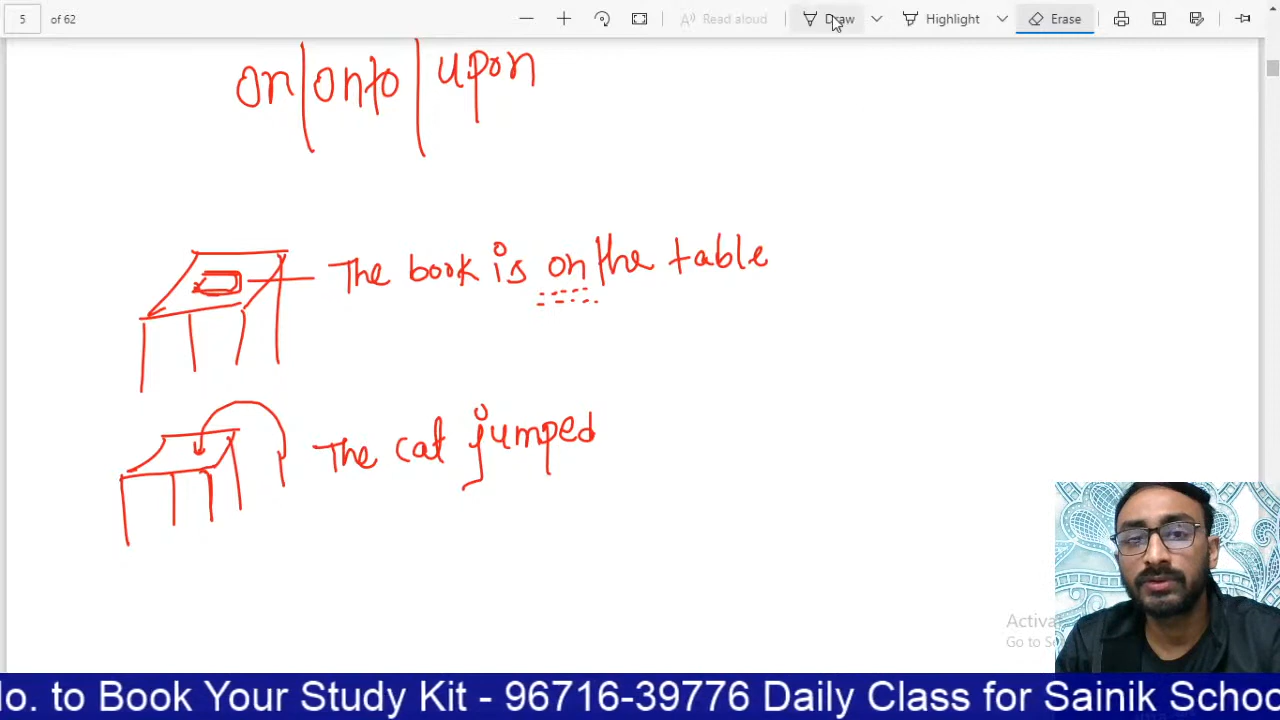 5 of 62 Read aloud Draw Highlight Erase
on|onto|upon
The book is on the table
The cat jumped
Activa
Go to Se
lo. to Book Your Study Kit - 96716-39776 Daily Class for Sainik Schoo